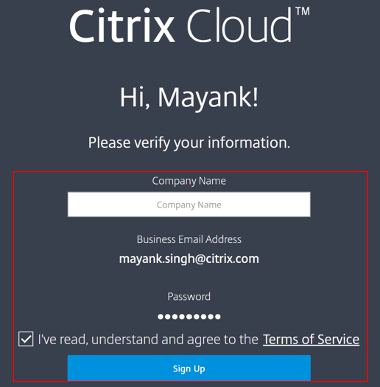 Citrix Cloud™
Hi, Mayank!
Please verify your information.
Company Name
Company Name
Business Email Address
mayank.singh@citrix.com
Password
●●●●●●●●●
I've read, understand and agree to the Terms of Service
Sign Up